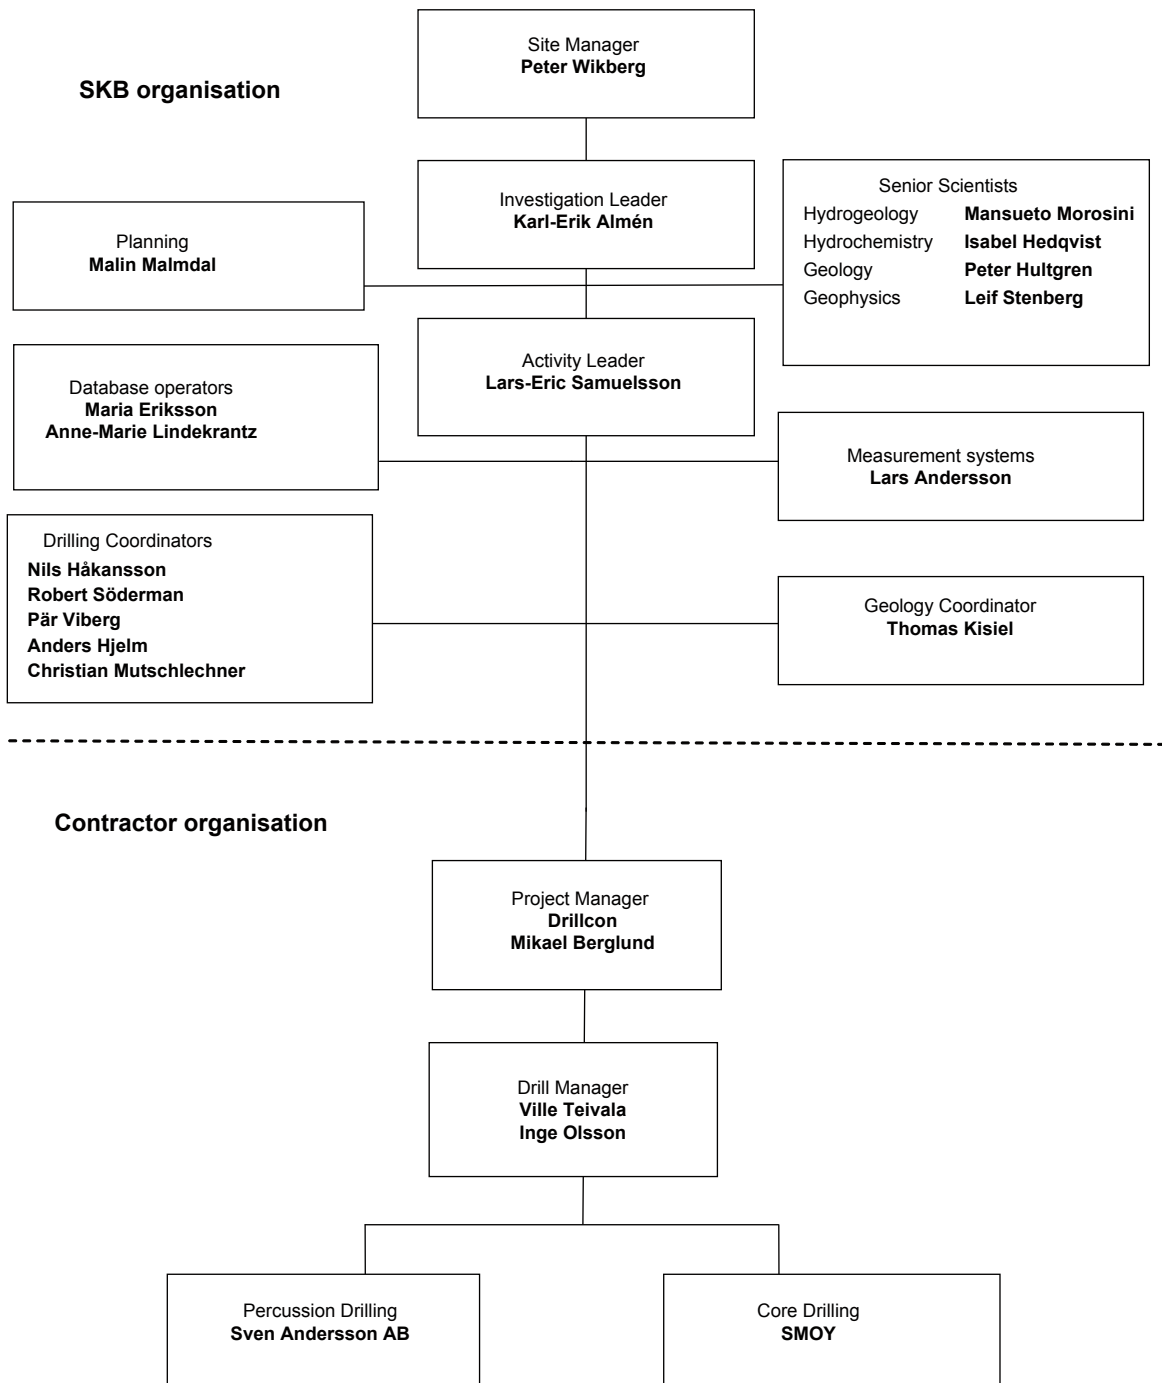 Site Manager
Peter Wikberg
SKB organisation
Investigation Leader
Karl-Erik Almén
Senior Scientists
Hydrogeology Mansueto Morosini
Hydrochemistry Isabel Hedqvist
Geology Peter Hultgren
Geophysics Leif Stenberg
Planning
Malin Malmdal
Activity Leader
Lars-Eric Samuelsson
Database operators
Maria Eriksson
Anne-Marie Lindekrantz
Measurement systems
Lars Andersson
Drilling Coordinators
Nils Håkansson
Robert Söderman
Pär Viberg
Anders Hjelm
Christian Mutschlechner
Geology Coordinator
Thomas Kisiel
Contractor organisation
Project Manager
Drillcon
Mikael Berglund
Drill Manager
Ville Teivala
Inge Olsson
Percussion Drilling
Sven Andersson AB
Core Drilling
SMOY